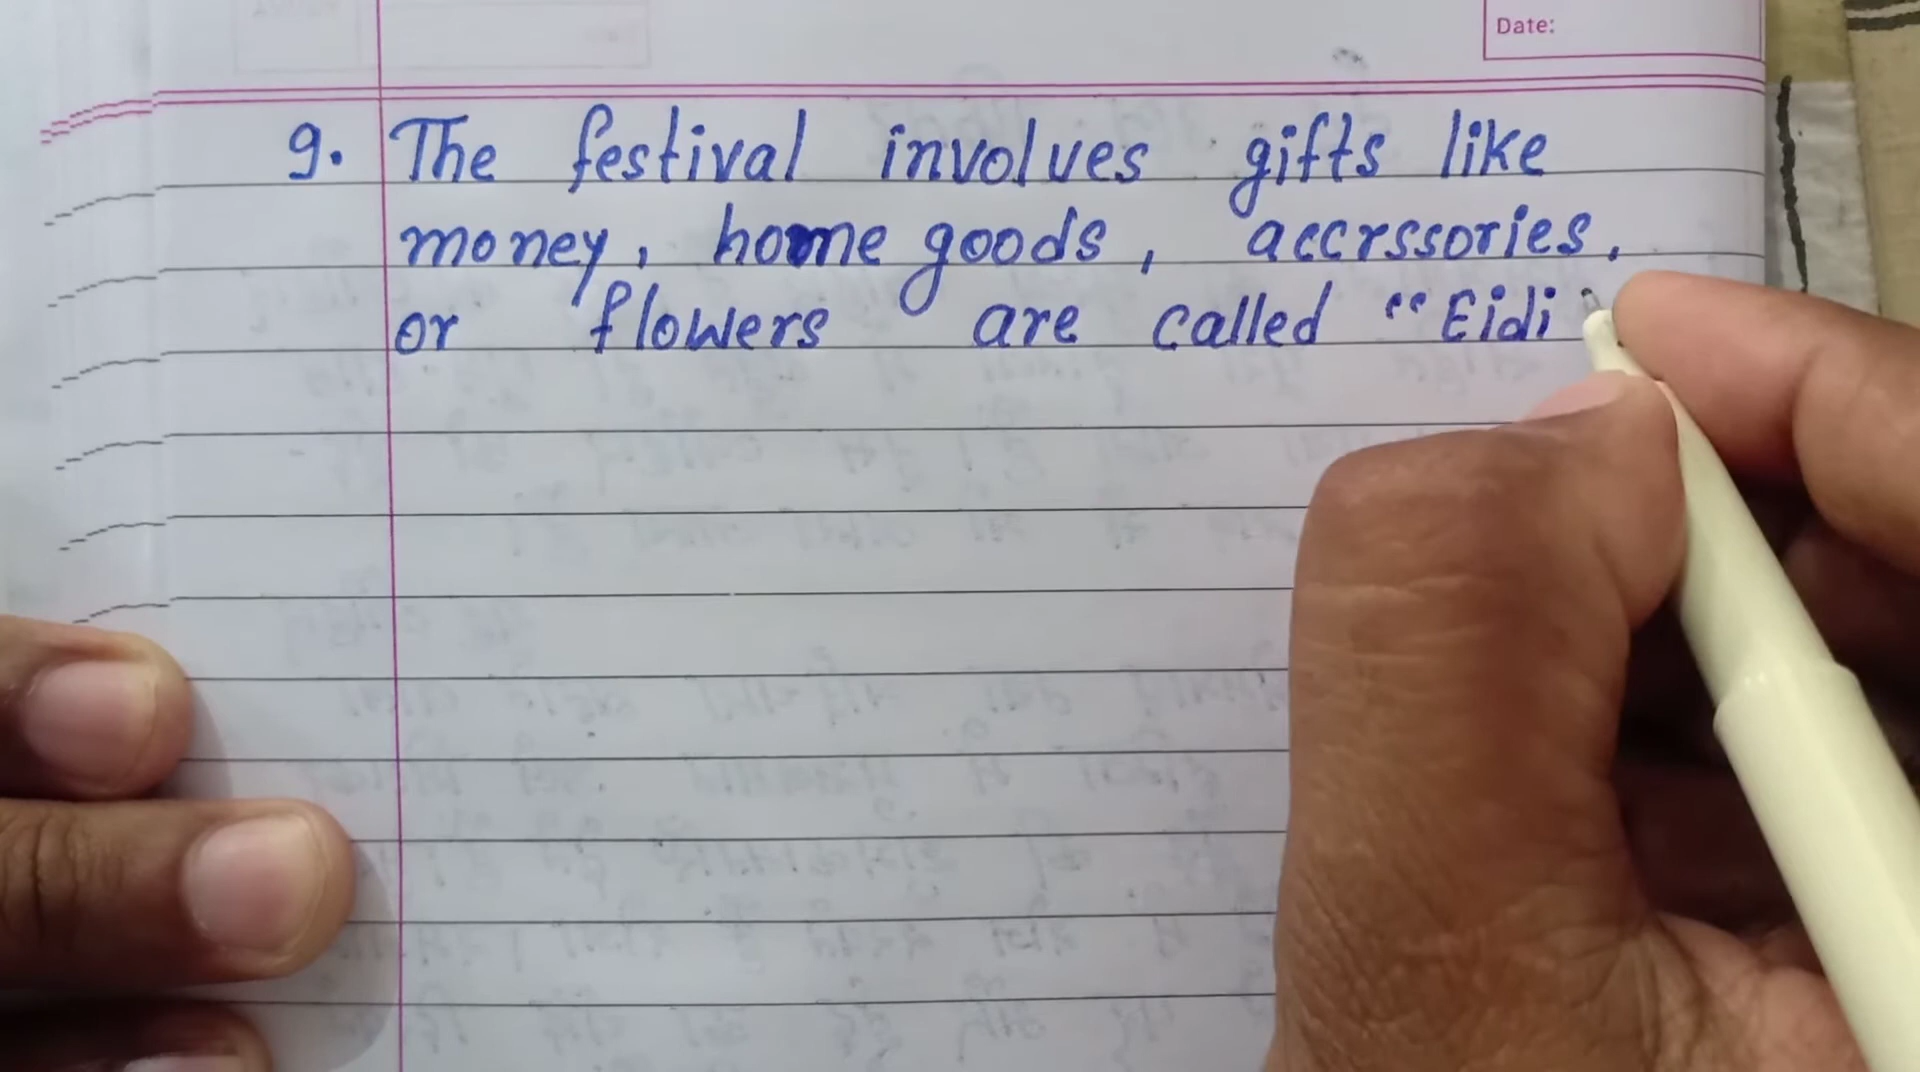 Date:
9. The festival involves gifts like
money, home goods, accrssories,
or flowers are called “Eidi